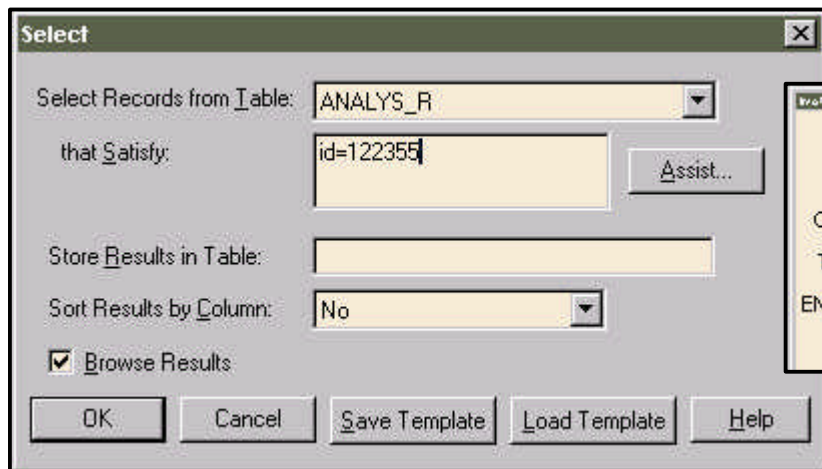 Select
Select Records from Table: ANALYS_R
that Satisfy: id=122355 Assist...
Store Results in Table:
Sort Results by Column: No
Browse Results
OK Cancel Save Template Load Template Help